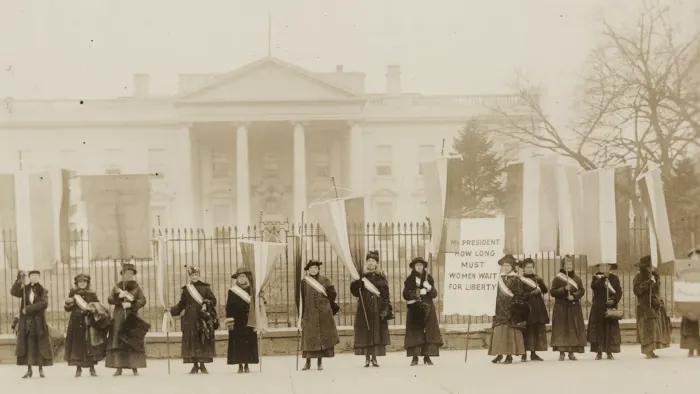 MR PRESIDENT
HOW LONG
MUST
WOMEN WAIT
FOR LIBERTY